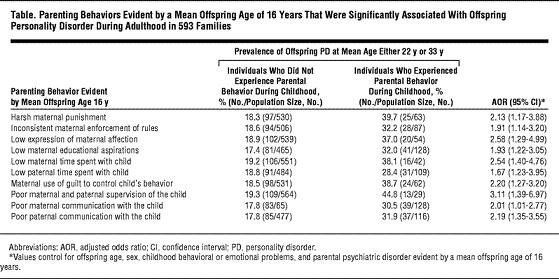 Table. Parenting Behaviors Evident by a Mean Offspring Age of 16 Years That Were Significantly Associated With Offspring
Personality Disorder During Adulthood in 593 Families
Prevalence of Offspring PD at Mean Age Either 22 y or 33 y
Parenting Behavior Evident by Mean Offspring Age 16 y | Individuals Who Did Not Experience Parental Behavior During Childhood, % (No./Population Size, No.) | Individuals Who Experienced Parental Behavior During Childhood, % (No./Population Size, No.) | AOR (95% CI)*
Harsh maternal punishment 18.3 (97/530) 39.7 (25/63) 2.13 (1.17-3.88)
Inconsistent maternal enforcement of rules 18.6 (94/506) 32.2 (28/87) 1.91 (1.14-3.20)
Low expression of maternal affection 18.9 (102/539) 37.0 (20/54) 2.58 (1.29-4.99)
Low maternal educational aspirations 17.4 (81/465) 32.0 (41/128) 1.93 (1.22-3.05)
Low maternal time spent with child 19.2 (106/551) 38.1 (16/42) 2.54 (1.40-4.76)
Low paternal time spent with child 18.8 (91/484) 28.4 (31/109) 1.67 (1.23-3.95)
Maternal use of guilt to control child's behavior 18.5 (98/531) 38.7 (24/62) 2.20 (1.27-3.20)
Poor maternal and paternal supervision of the child 19.3 (109/564) 44.8 (13/29) 3.11 (1.39-6.97)
Poor maternal communication with the child 17.8 (83/65) 30.5 (39/128) 2.01 (1.01-2.77)
Poor paternal communication with the child 17.8 (85/477) 31.9 (37/116) 2.19 (1.35-3.55)
Abbreviations: AOR, adjusted odds ratio; CI, confidence interval; PD, personality disorder.
*Values control for offspring age, sex, childhood behavioral or emotional problems, and parental psychiatric disorder evident by a mean offspring age of 16
years.